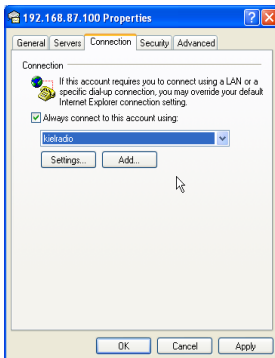 192.168.87.100 Properties
General Servers Connection Security Advanced
Connection
If this account requires you to connect using a LAN or a
specific dial-up connection, you may override your default
Internet Explorer connection setting.
Always connect to this account using:
kielradio
Settings... Add...
OK Cancel Apply